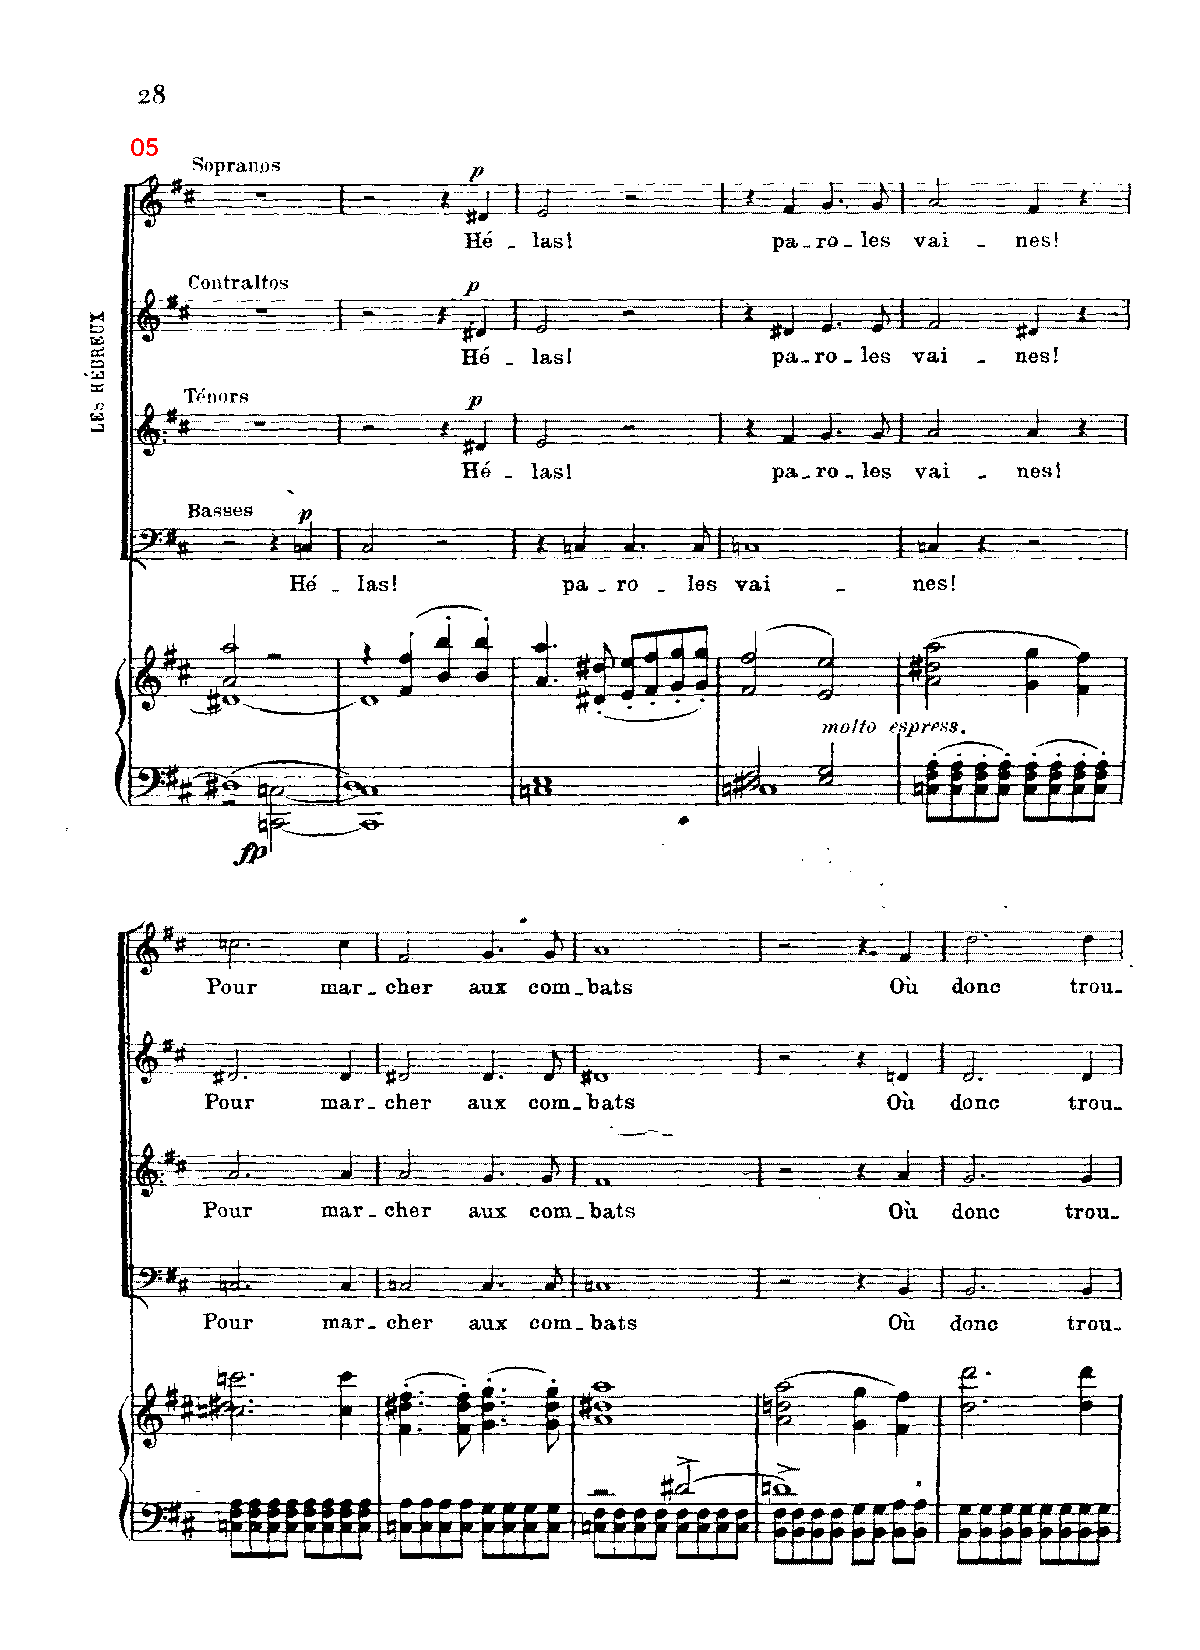 28
05
LES HÉBREUX
Sopranos
p
Hé _ las! pa_ro_les vai _ nes!
Contraltos
p
Hé _ las! pa_ro_les vai _ nes!
Ténors
p
Hé _ las! pa_ro_les vai _ nes!
Basses
p
Hé _ las! pa_ro _ les vai _ nes!
molto espress.
fp
Pour mar_cher aux com_bats Où donc trou_
Pour mar_cher aux com_bats Où donc trou_
Pour mar_cher aux com_bats Où donc trou_
Pour mar_cher aux com_bats Où donc trou_